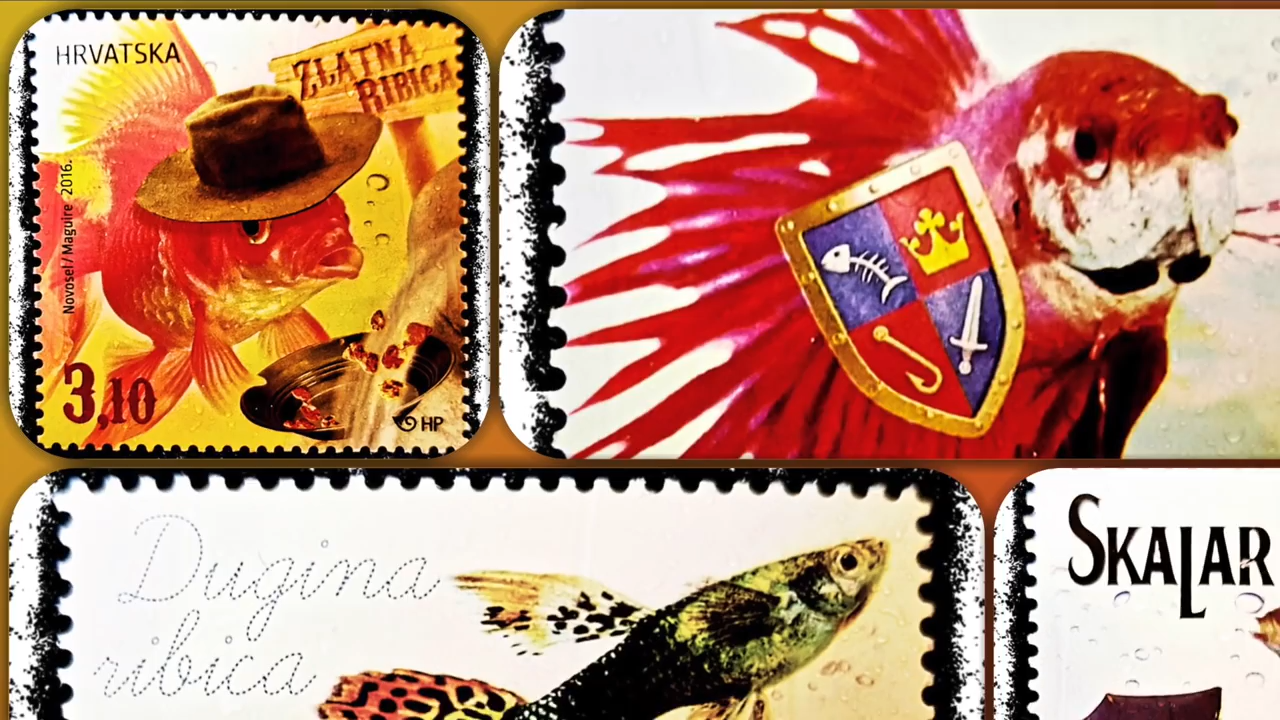 HRVATSKA
ZLATNA
RIBICA
Novosel / Maguire 2016.
3,10
HP
Dugina
ribica
SKALAR